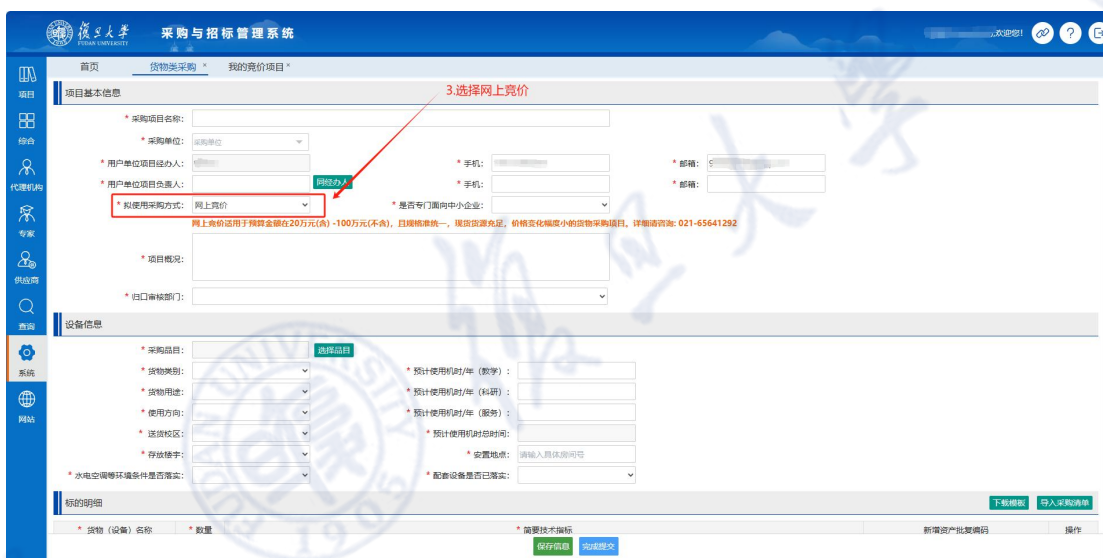 復旦大學 FUDAN UNIVERSITY 采购与招标管理系统 ,欢迎您!
首页 货物类采购 × 我的竞价项目 ×
项目
综合
代理机构
专家
供应商
查询
系统
网站
项目基本信息
3.选择网上竞价
* 采购项目名称:
* 采购单位: 采购单位
* 用户单位项目经办人: * 手机: * 邮箱:
* 用户单位项目负责人: 同经办人 * 手机: * 邮箱:
* 拟使用采购方式: 网上竞价 * 是否专门面向中小企业:
网上竞价适用于预算金额在20万元(含) -100万元(不含)，且规格标准统一，现货货源充足，价格变化幅度小的货物采购项目。详细请咨询: 021-65641292
* 项目概况:
* 归口审核部门:
设备信息
* 采购品目: 选择品目
* 货物类别: * 预计使用机时/年（教学）:
* 货物用途: * 预计使用机时/年（科研）:
* 使用方向: * 预计使用机时/年（服务）:
* 送货校区: * 预计使用机时总时间:
* 存放楼宇: * 安置地点: 请输入具体房间号
* 水电空调等环境条件是否落实: * 配套设备是否已落实:
标的明细 下载模板 导入采购清单
* 货物（设备）名称 * 数量 * 简要技术指标 新增资产批复编码 操作
保存信息 完成提交